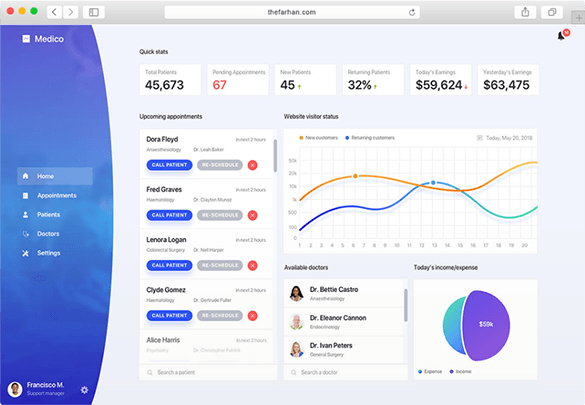 thefarhan.com
Medico
Home
Appointments
Patients
Doctors
Settings
Francisco M.
Support manager
Quick stats
Total Patients
45,673
Pending Appointments
67
New Patients
45
Returning Patients
32%
Today's Earnings
$59,624
Yesterday's Earnings
$63,475
Upcoming appointments
Dora Floyd
in next 2 hours
Anaesthesiology Dr. Leah Baker
CALL PATIENT RE-SCHEDULE
Fred Graves
in next 2 hours
Haematology Dr. Clayton Munoz
CALL PATIENT RE-SCHEDULE
Lenora Logan
in next 2 hours
Colorectal Surgery Dr. Nell Harper
CALL PATIENT RE-SCHEDULE
Clyde Gomez
in next 2 hours
Haematology Dr. Gertrude Fuller
CALL PATIENT RE-SCHEDULE
Alice Harris
in next 2 hours
Psychiatry
Search a patient
Website visitor status
New customers Returning customers
Today, May 20, 2018
50k
20k
10k
1k
500
100
0
1 2 3 4 5 6 7 8 9 10 11 12 13 14 15 16 17 18 19 20
Available doctors
Dr. Bettie Castro
Anaesthesiology
Dr. Eleanor Cannon
Endocrinology
Dr. Ivan Peters
General Surgery
Search a doctor
Today's income/expense
$59k
Expense Income